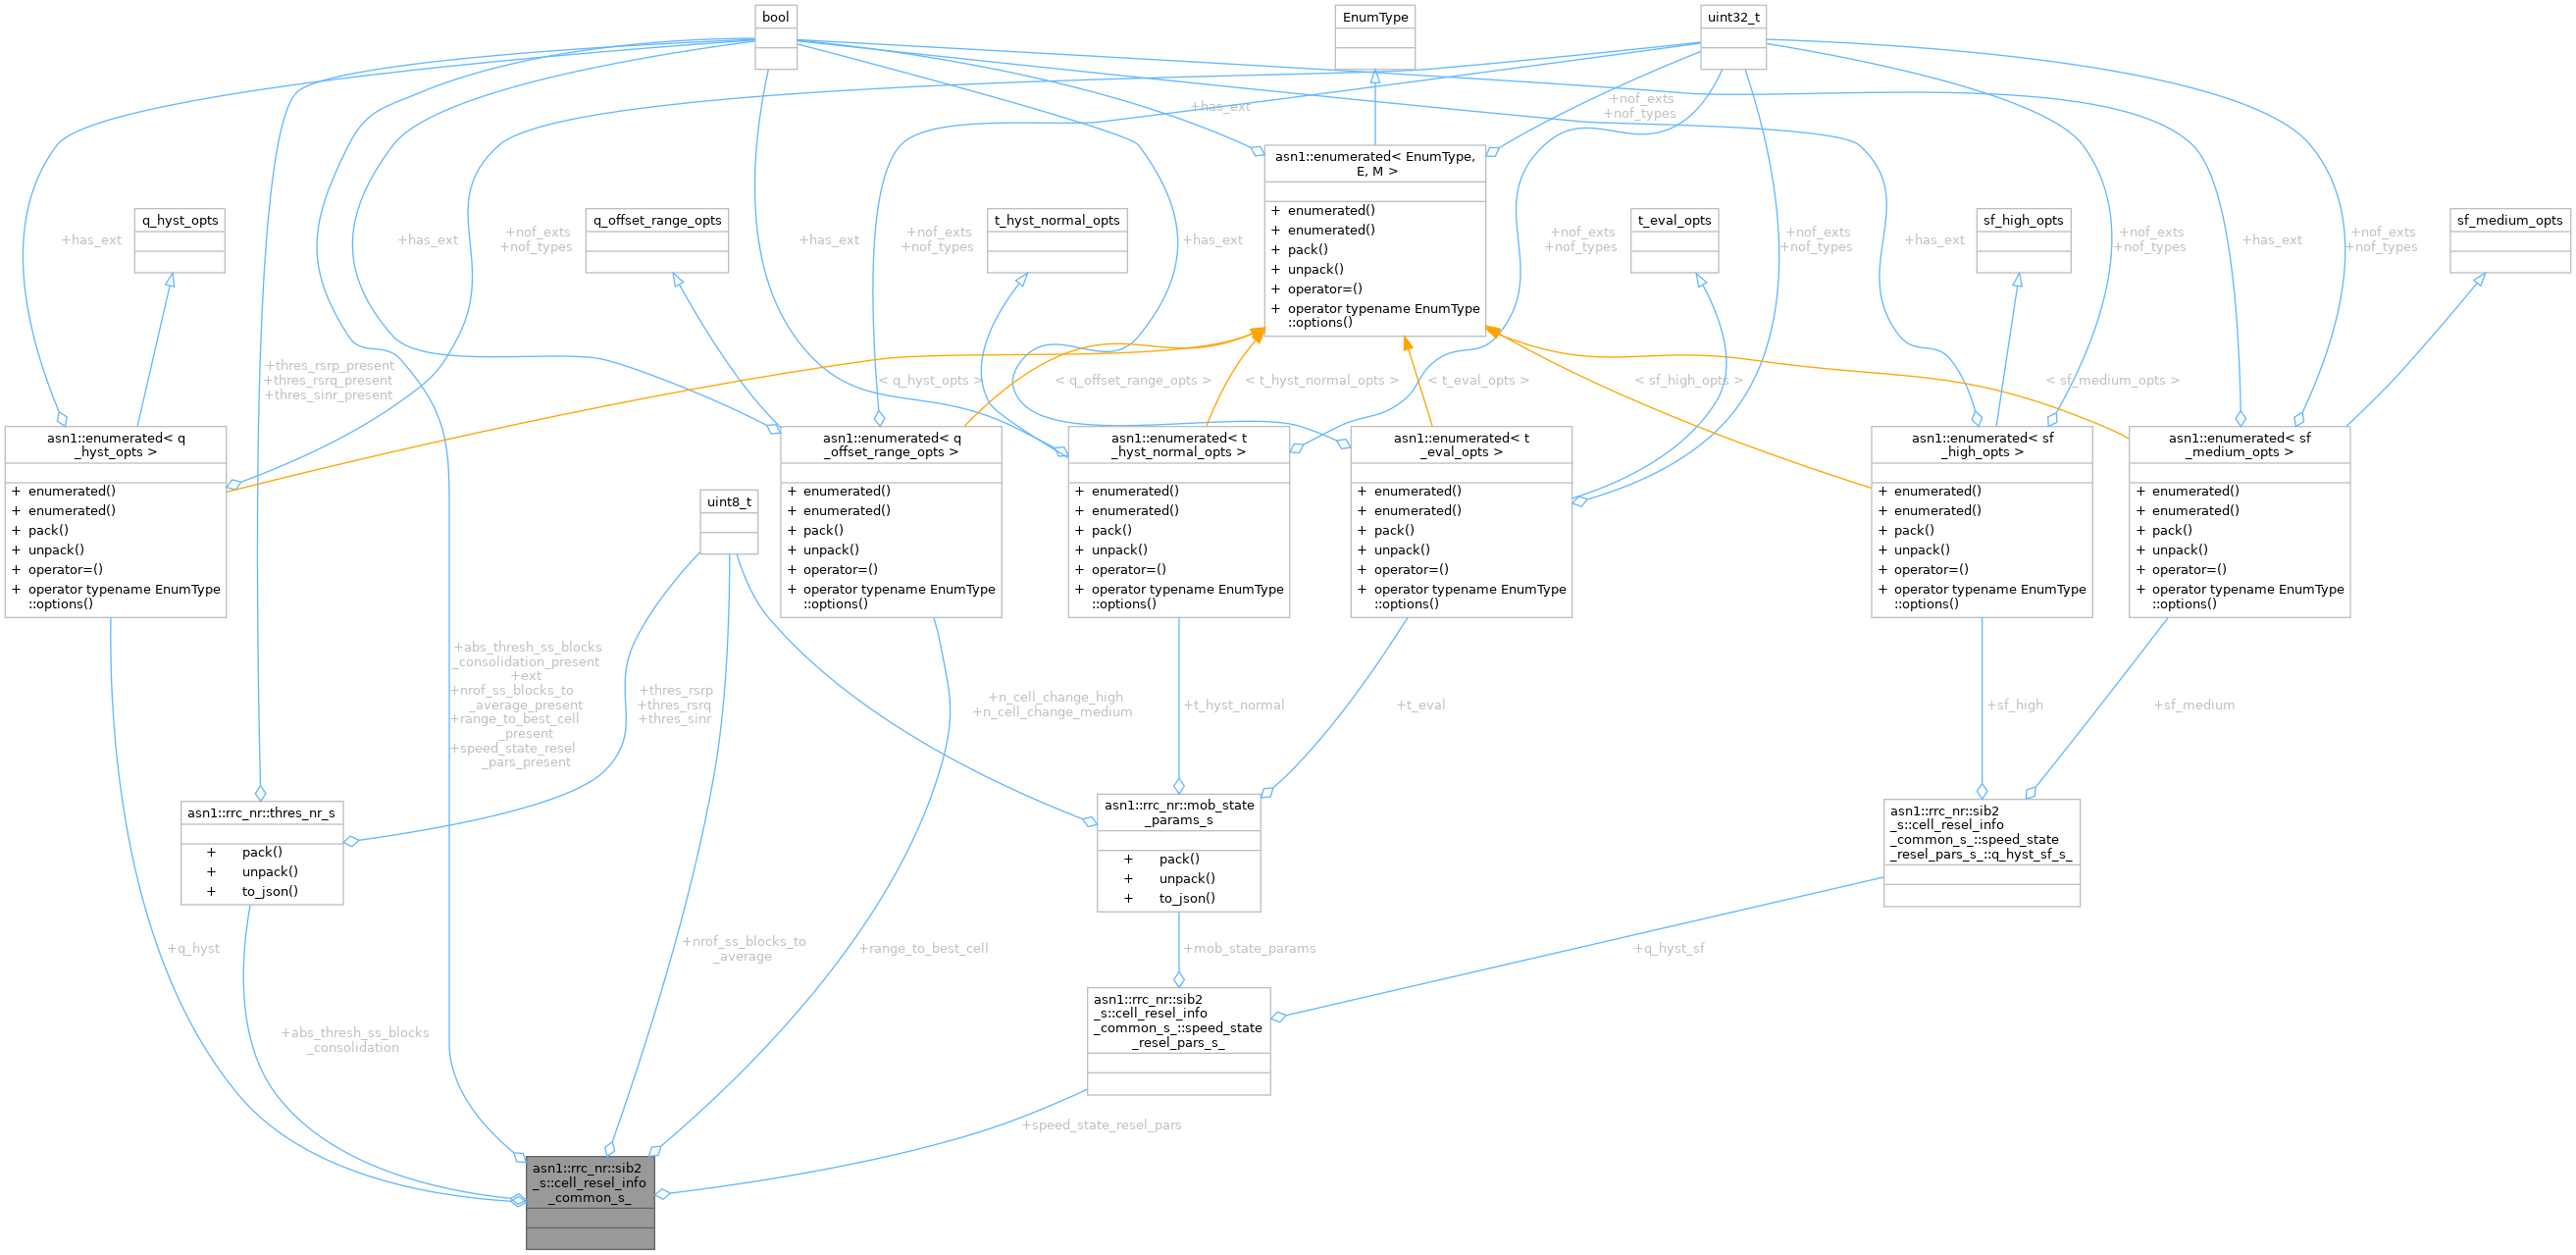 bool
EnumType
uint32_t
+has_ext
+nof_exts
+nof_types
asn1::enumerated< EnumType,
E, M >
+ enumerated()
+ enumerated()
+ pack()
+ unpack()
+ operator=()
+ operator typename EnumType
::options()
q_hyst_opts
q_offset_range_opts
t_hyst_normal_opts
t_eval_opts
sf_high_opts
sf_medium_opts
+has_ext
+has_ext
+nof_exts
+nof_types
+has_ext
+nof_exts
+nof_types
+has_ext
+nof_exts
+nof_types
+nof_exts
+nof_types
+has_ext
+nof_exts
+nof_types
+has_ext
+nof_exts
+nof_types
+thres_rsrp_present
+thres_rsrq_present
+thres_sinr_present
< q_hyst_opts >
< q_offset_range_opts >
< t_hyst_normal_opts >
< t_eval_opts >
< sf_high_opts >
< sf_medium_opts >
asn1::enumerated< q
_hyst_opts >
+ enumerated()
+ enumerated()
+ pack()
+ unpack()
+ operator=()
+ operator typename EnumType
::options()
uint8_t
asn1::enumerated< q
_offset_range_opts >
+ enumerated()
+ enumerated()
+ pack()
+ unpack()
+ operator=()
+ operator typename EnumType
::options()
asn1::enumerated< t
_hyst_normal_opts >
+ enumerated()
+ enumerated()
+ pack()
+ unpack()
+ operator=()
+ operator typename EnumType
::options()
asn1::enumerated< t
_eval_opts >
+ enumerated()
+ enumerated()
+ pack()
+ unpack()
+ operator=()
+ operator typename EnumType
::options()
asn1::enumerated< sf
_high_opts >
+ enumerated()
+ enumerated()
+ pack()
+ unpack()
+ operator=()
+ operator typename EnumType
::options()
asn1::enumerated< sf
_medium_opts >
+ enumerated()
+ enumerated()
+ pack()
+ unpack()
+ operator=()
+ operator typename EnumType
::options()
+abs_thresh_ss_blocks
_consolidation_present
+ext
+nrof_ss_blocks_to
_average_present
+range_to_best_cell
_present
+speed_state_resel
_pars_present
+thres_rsrp
+thres_rsrq
+thres_sinr
+n_cell_change_high
+n_cell_change_medium
+t_hyst_normal
+t_eval
+sf_high
+sf_medium
asn1::rrc_nr::thres_nr_s
+ pack()
+ unpack()
+ to_json()
asn1::rrc_nr::mob_state
_params_s
+ pack()
+ unpack()
+ to_json()
asn1::rrc_nr::sib2
_s::cell_resel_info
_common_s_::speed_state
_resel_pars_s_::q_hyst_sf_s_
+q_hyst
+nrof_ss_blocks_to
_average
+range_to_best_cell
+mob_state_params
+q_hyst_sf
+abs_thresh_ss_blocks
_consolidation
asn1::rrc_nr::sib2
_s::cell_resel_info
_common_s_::speed_state
_resel_pars_s_
+speed_state_resel_pars
asn1::rrc_nr::sib2
_s::cell_resel_info
_common_s_